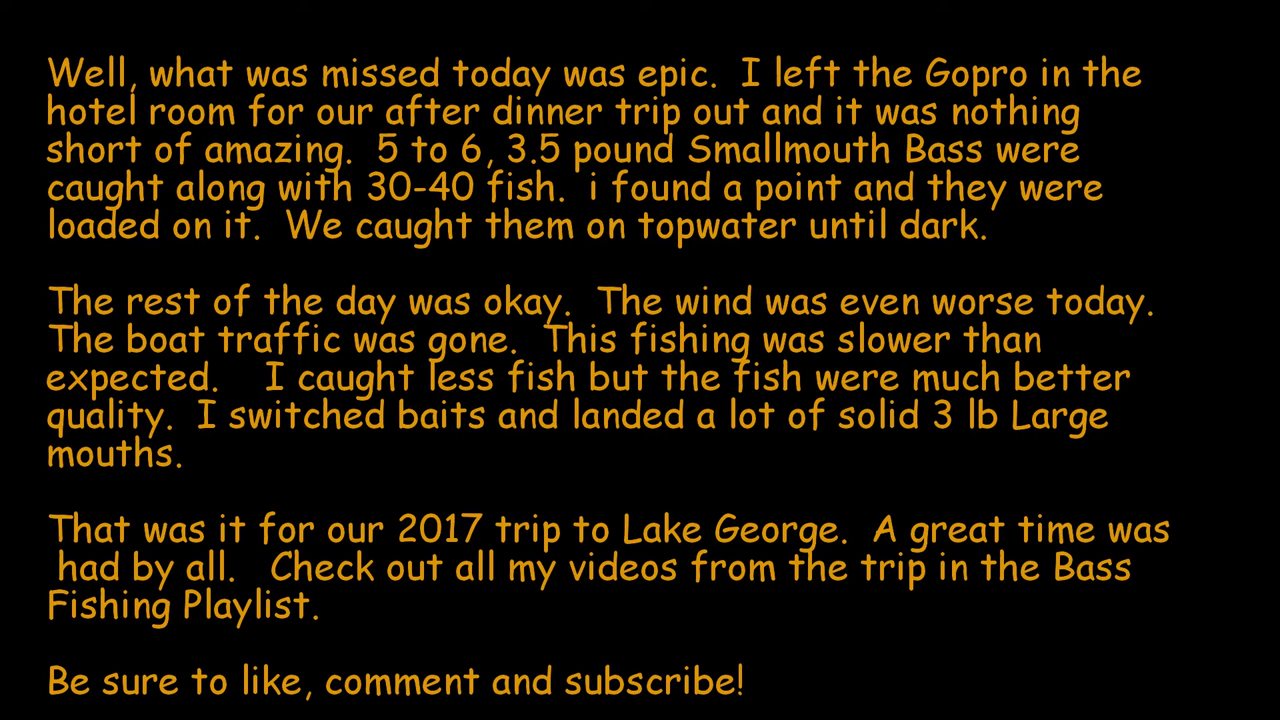 Well, what was missed today was epic.  I left the Gopro in the
hotel room for our after dinner trip out and it was nothing
short of amazing.  5 to 6, 3.5 pound Smallmouth Bass were
caught along with 30-40 fish.  i found a point and they were
loaded on it.  We caught them on topwater until dark.
The rest of the day was okay.  The wind was even worse today.
The boat traffic was gone.  This fishing was slower than
expected.    I caught less fish but the fish were much better
quality.  I switched baits and landed a lot of solid 3 lb Large
mouths.
That was it for our 2017 trip to Lake George.  A great time was
had by all.   Check out all my videos from the trip in the Bass
Fishing Playlist.
Be sure to like, comment and subscribe!